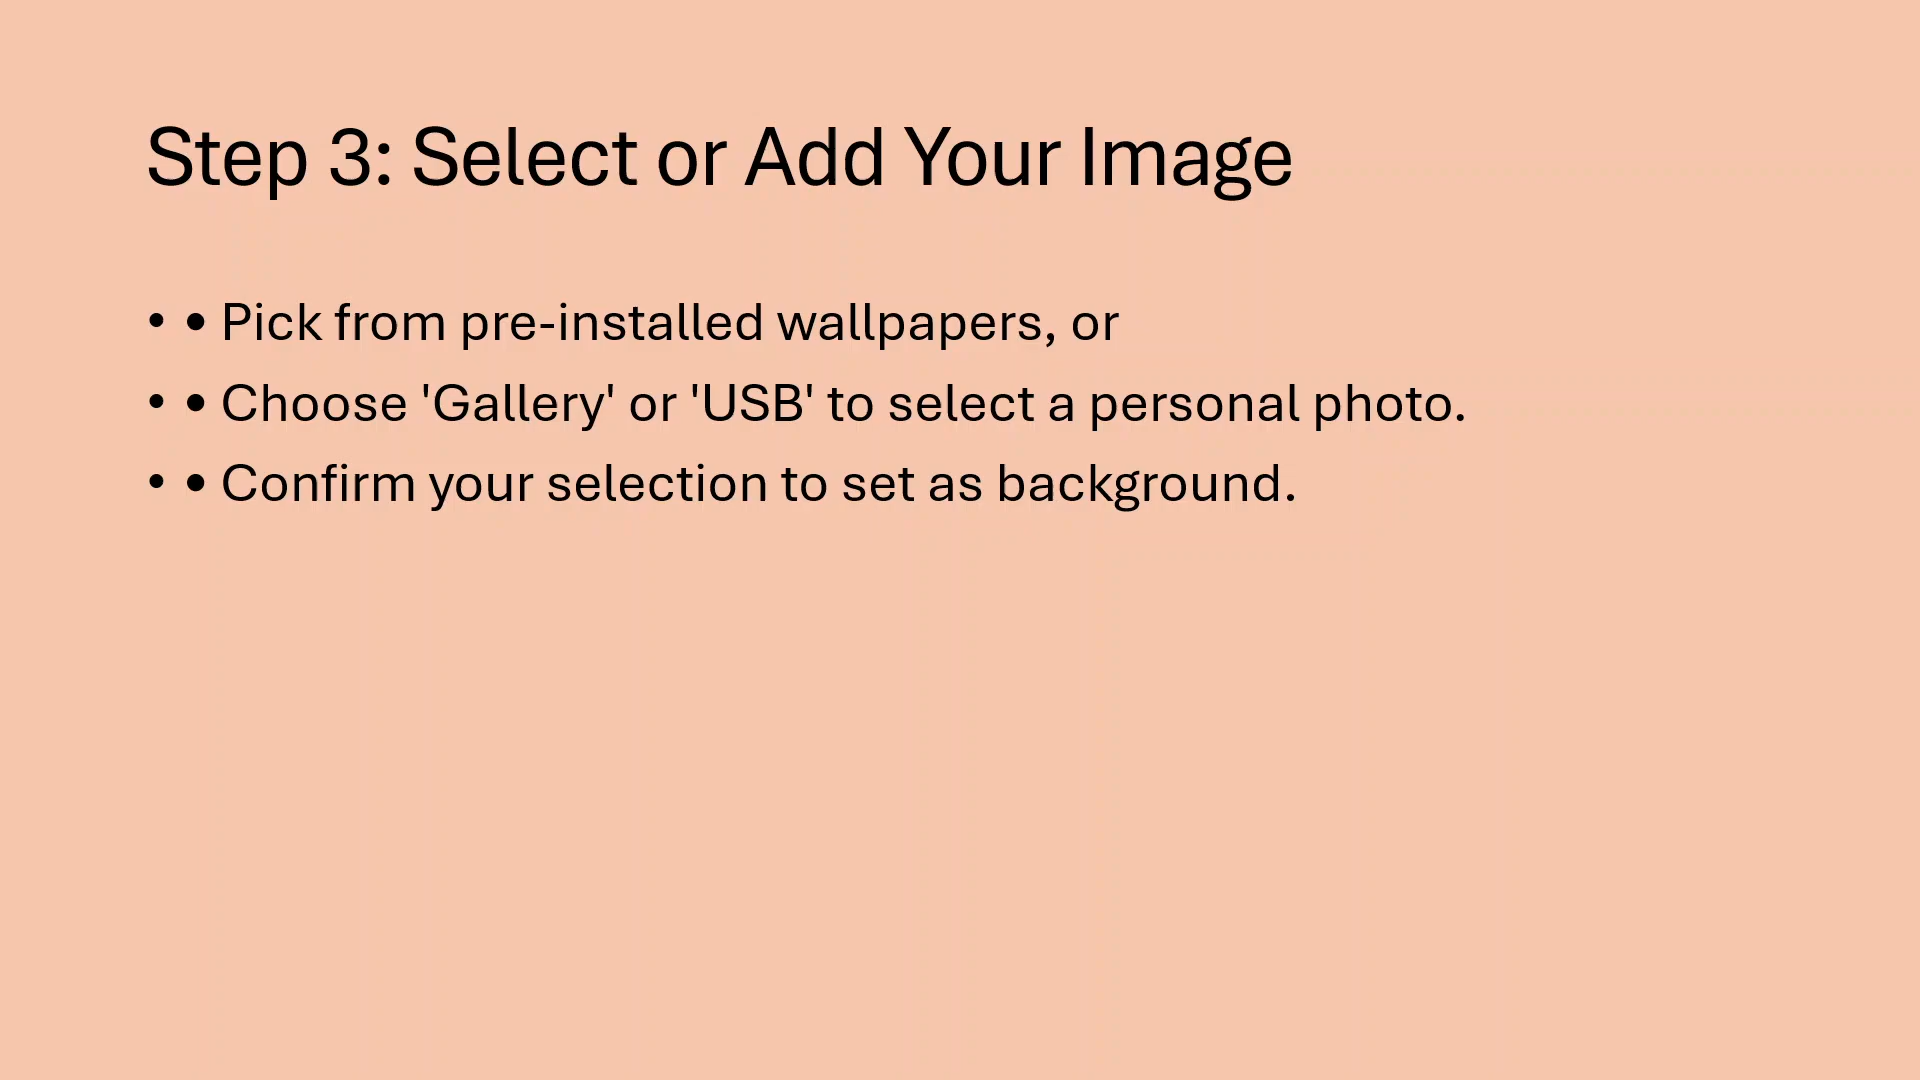 Step 3: Select or Add Your Image
• • Pick from pre-installed wallpapers, or
• • Choose 'Gallery' or 'USB' to select a personal photo.
• • Confirm your selection to set as background.